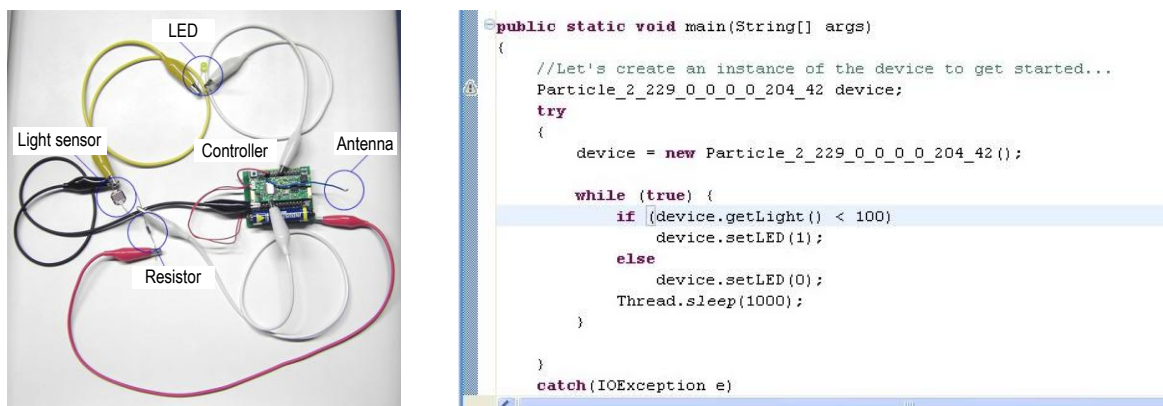 LED
Light sensor
Controller
Antenna
Resistor
public static void main(String[] args)
{
//Let's create an instance of the device to get started...
Particle_2_229_0_0_0_0_204_42 device;
try
{
device = new Particle_2_229_0_0_0_0_204_42();
while (true) {
if (device.getLight() < 100)
device.setLED(1);
else
device.setLED(0);
Thread.sleep(1000);
}
}
catch(IOException e)